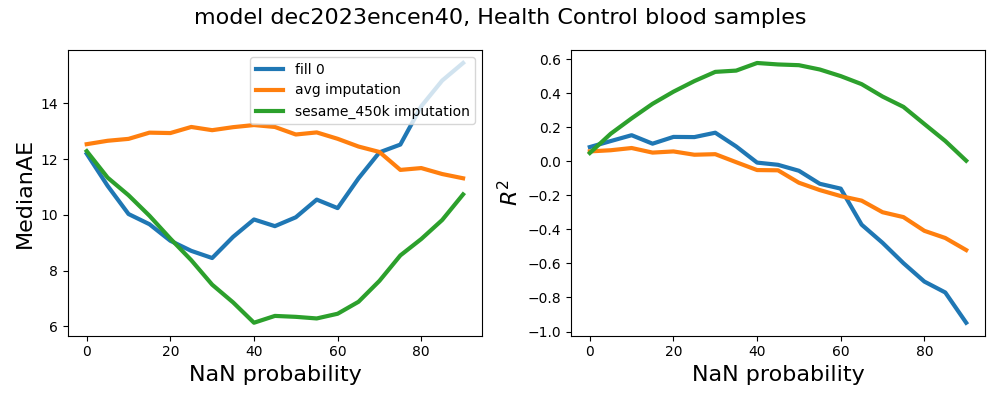 model dec2023encen40, Health Control blood samples
MedianAE
14
12
10
8
6
fill 0
avg imputation
sesame_450k imputation
0 20 40 60 80
NaN probability
R²
0.6
0.4
0.2
0.0
−0.2
−0.4
−0.6
−0.8
−1.0
0 20 40 60 80
NaN probability